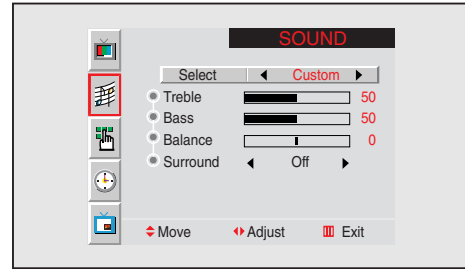 SOUND
Select Custom
Treble 50
Bass 50
Balance 0
Surround Off
Move Adjust Exit